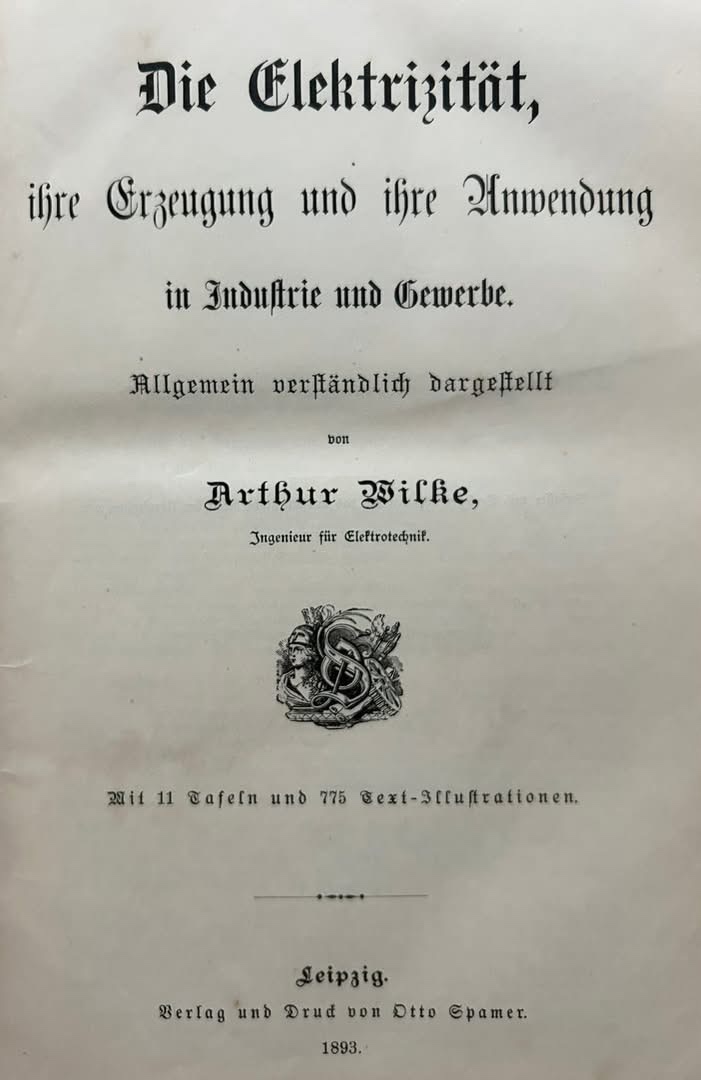 Die Elektrizität,
ihre Erzeugung und ihre Anwendung
in Industrie und Gewerbe.
Allgemein verständlich dargestellt
von
Arthur Wilke,
Ingenieur für Elektrotechnik.
Mit 11 Tafeln und 775 Text-Illustrationen.
Leipzig.
Verlag und Druck von Otto Spamer.
1893.